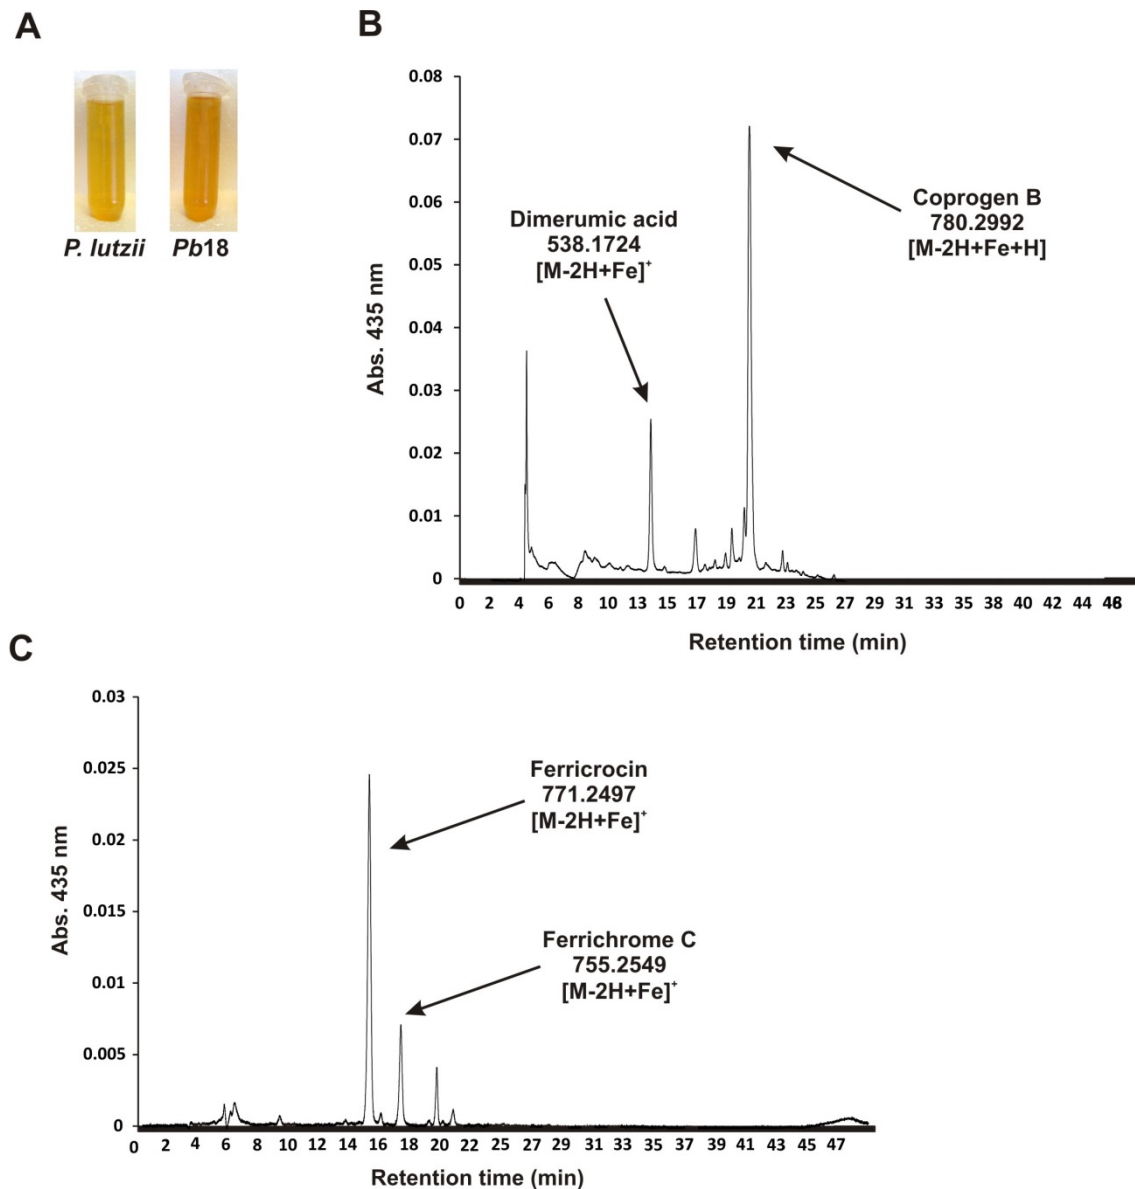 A
P. lutzii Pb18
B
0.08
0.07
0.06
0.05
0.04
0.03
0.02
0.01
0
Abs. 435 nm
Dimerumic acid
538.1724
[M-2H+Fe]+
Coprogen B
780.2992
[M-2H+Fe+H]
0 2 4 6 8 10 13 15 17 19 21 23 25 27 29 31 33 35 38 40 42 44
Retention time (min)
C
0.03
0.025
0.02
0.015
0.01
0.005
0
Abs. 435 nm
Ferricrocin
771.2497
[M-2H+Fe]+
Ferrichrome C
755.2549
[M-2H+Fe]+
0 2 4 6 8 10 12 14 16 18 20 21 23 25 27 29 31 33 35 37 39 41 43 45 47
Retention time (min)